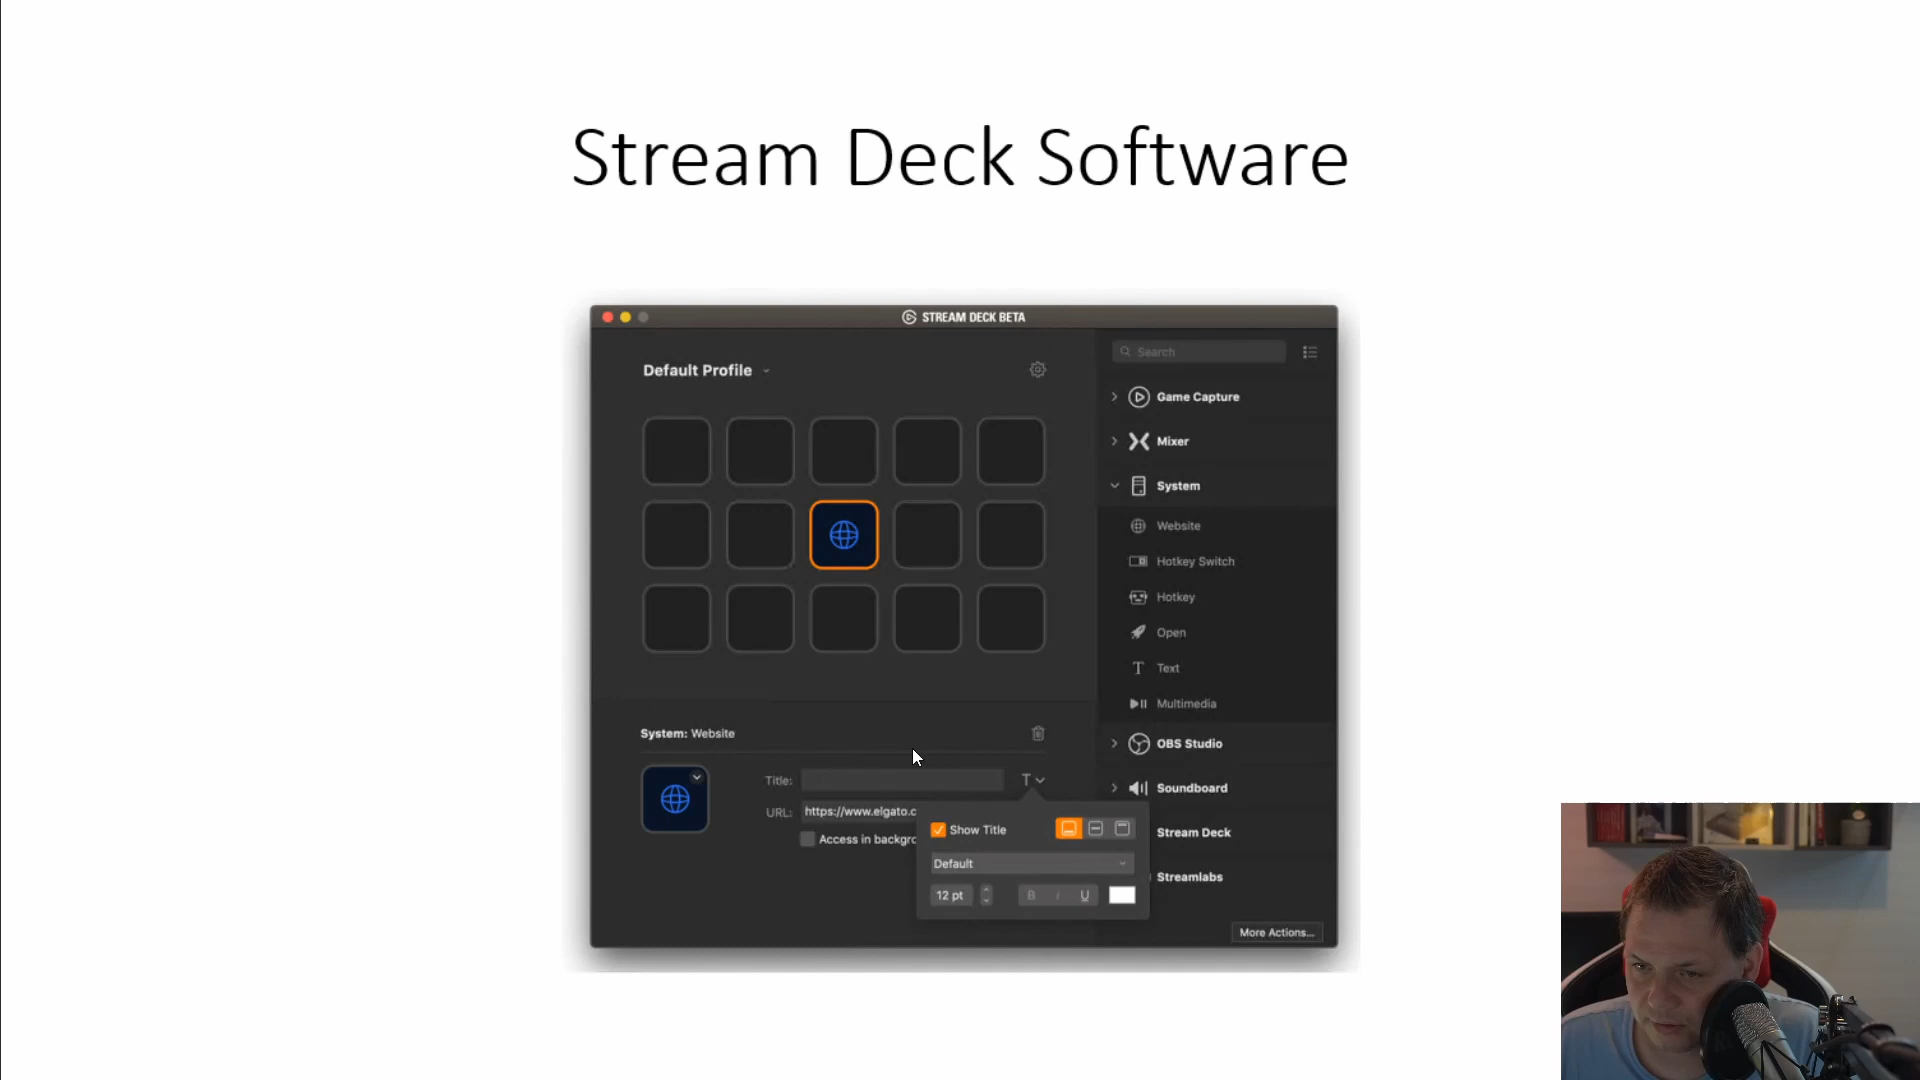 Stream Deck Software
STREAM DECK BETA
Default Profile
Search
Game Capture
Mixer
System
Website
Hotkey Switch
Hotkey
Open
Text
Multimedia
OBS Studio
Soundboard
Stream Deck
Streamlabs
More Actions...
System: Website
Title:
T
URL: https://www.elgato.c
Access in backgro
Show Title
Default
12 pt
B I U